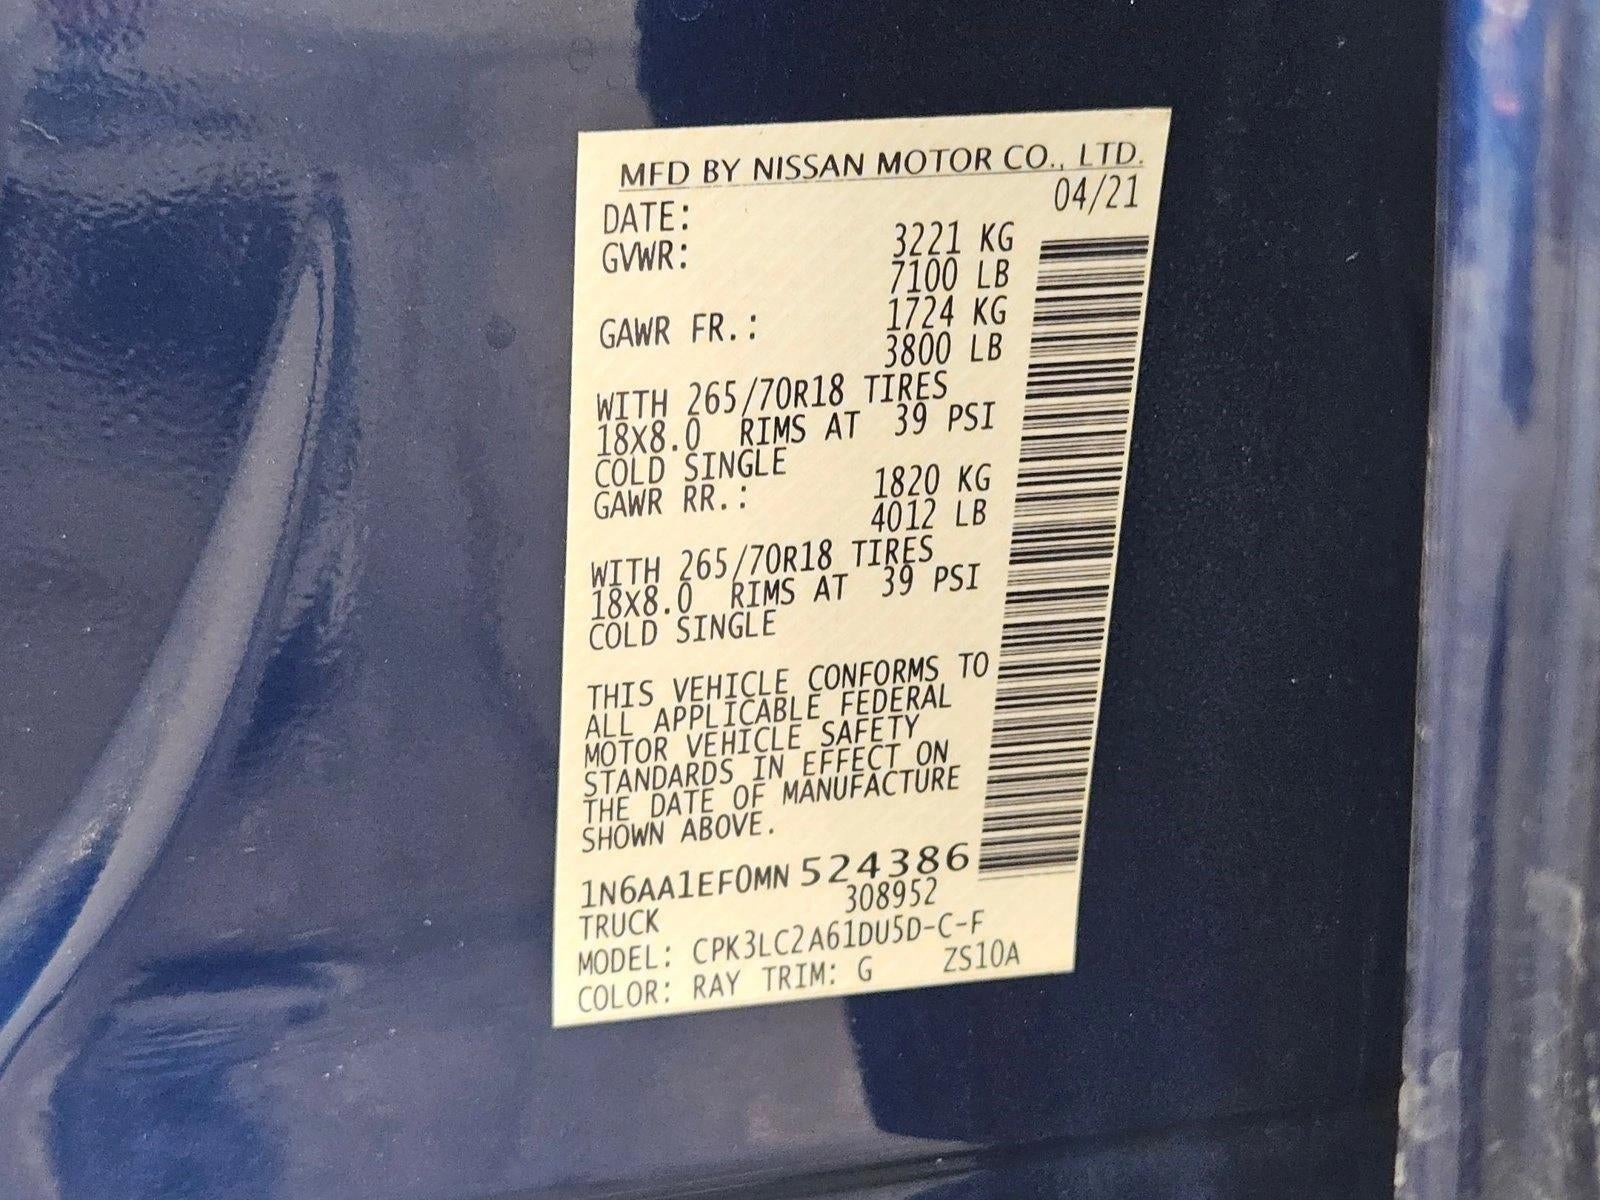 MFD BY NISSAN MOTOR CO., LTD.
DATE: 04/21
GVWR: 3221 KG
7100 LB
GAWR FR.: 1724 KG
3800 LB
WITH 265/70R18 TIRES
18X8.0 RIMS AT 39 PSI
COLD SINGLE
GAWR RR.: 1820 KG
4012 LB
WITH 265/70R18 TIRES
18X8.0 RIMS AT 39 PSI
COLD SINGLE
THIS VEHICLE CONFORMS TO
ALL APPLICABLE FEDERAL
MOTOR VEHICLE SAFETY
STANDARDS IN EFFECT ON
THE DATE OF MANUFACTURE
SHOWN ABOVE.
1N6AA1EF0MN 524386
TRUCK 308952
MODEL: CPK3LC2A61DU5D-C-F
COLOR: RAY TRIM: G ZS10A